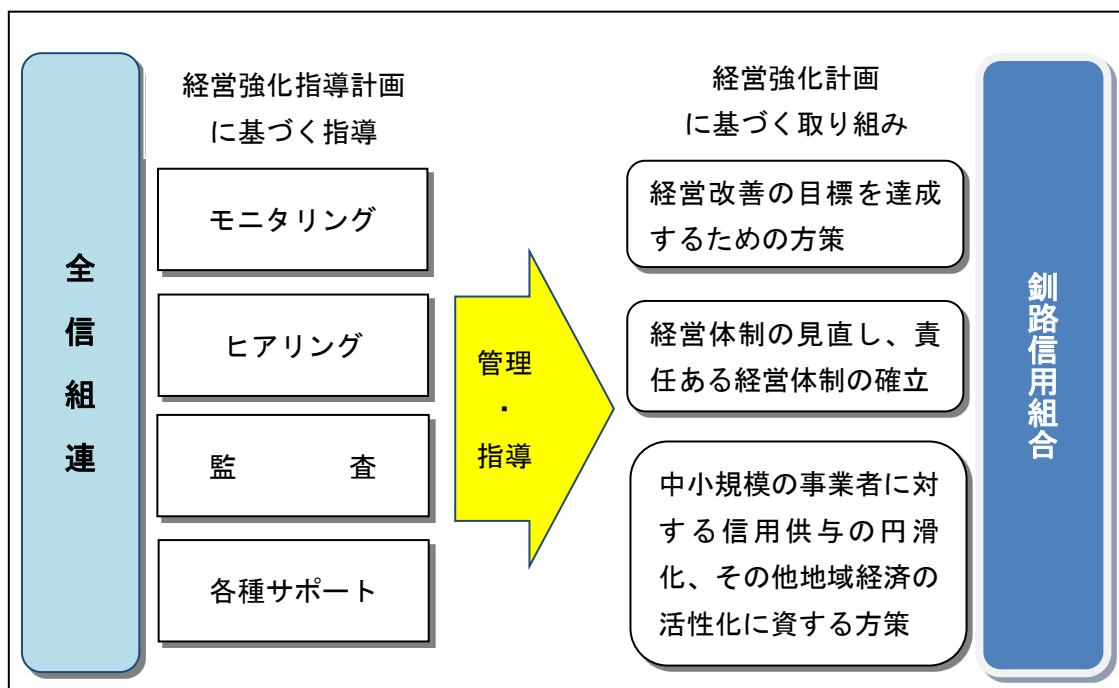 全信組連
経営強化指導計画
に基づく指導
モニタリング
ヒアリング
監　　　査
各種サポート
管理
・
指導
経営強化計画
に基づく取り組み
経営改善の目標を達成
するための方策
経営体制の見直し、責
任ある経営体制の確立
中小規模の事業者に対
する信用供与の円滑
化、その他地域経済の
活性化に資する方策
釧路信用組合